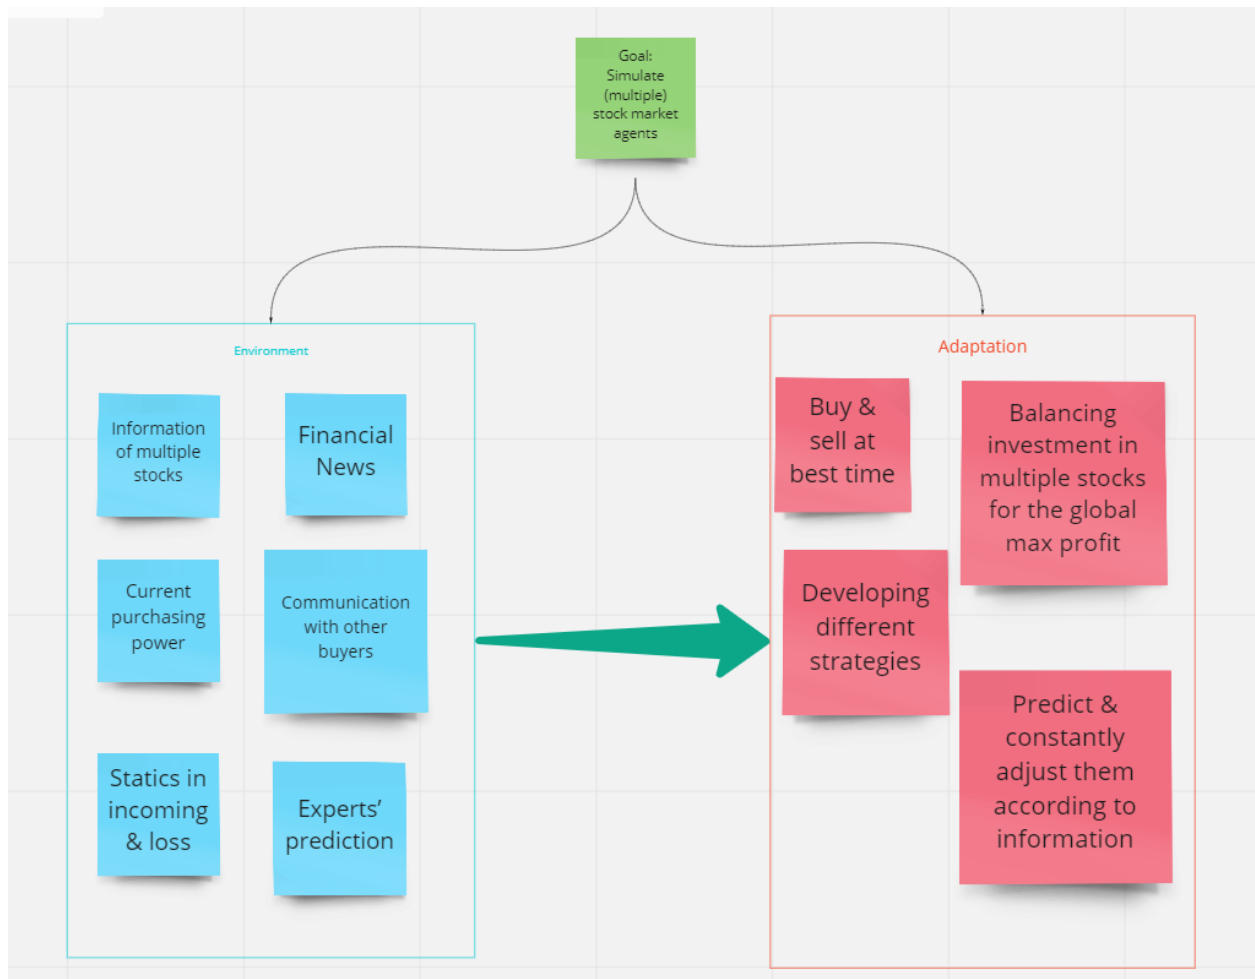 Goal:
Simulate
(multiple)
stock market
agents
Environment
Information
of multiple
stocks
Financial
News
Current
purchasing
power
Communication
with other
buyers
Statics in
incoming
& loss
Experts’
prediction
Adaptation
Buy &
sell at
best time
Balancing
investment in
multiple stocks
for the global
max profit
Developing
different
strategies
Predict &
constantly
adjust them
according to
information